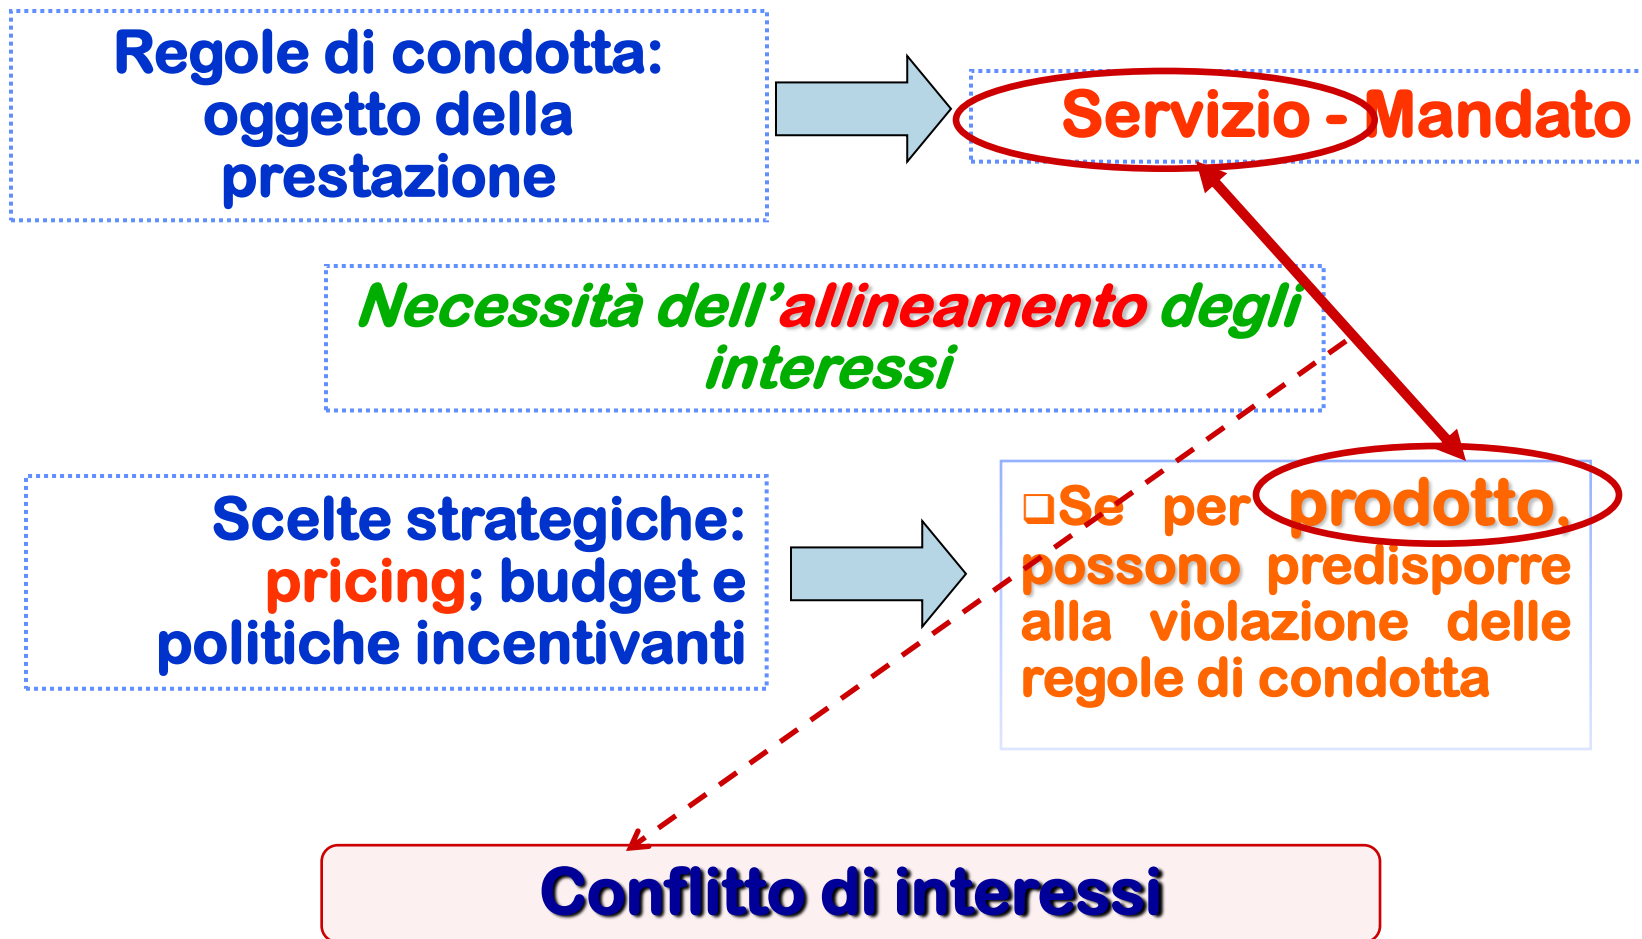 Regole di condotta:
oggetto della
prestazione
Servizio - Mandato
Necessità dell’allineamento degli
interessi
Scelte strategiche:
pricing; budget e
politiche incentivanti
❑Se per prodotto.
possono predisporre
alla violazione delle
regole di condotta
Conflitto di interessi